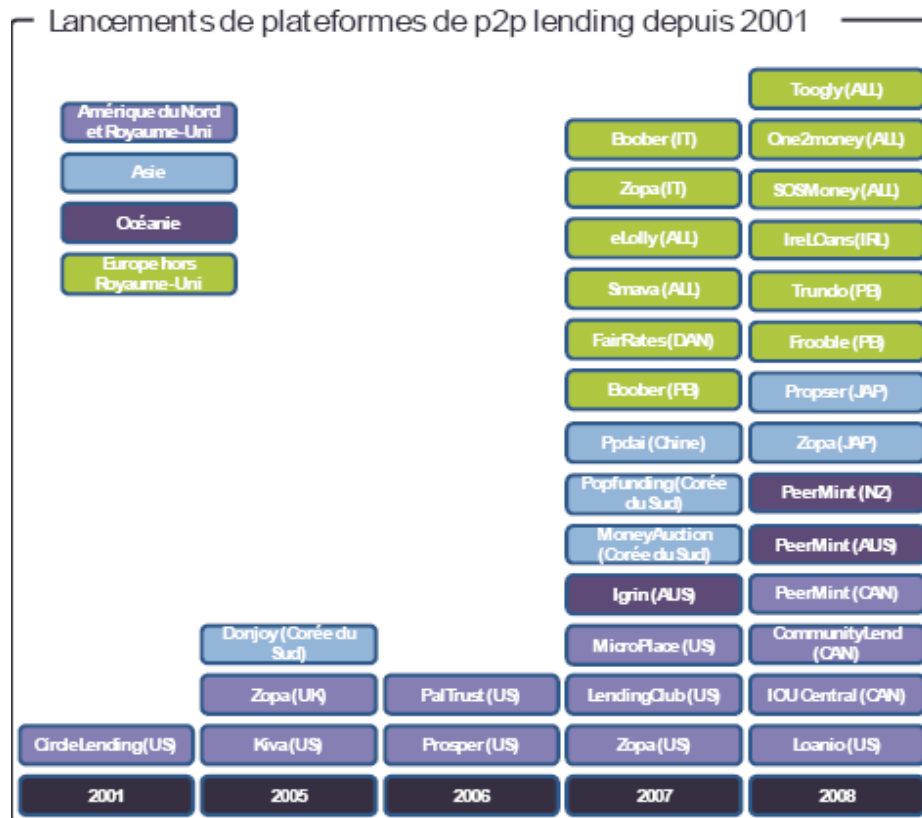 Lancements de plateformes de p2p lending depuis 2001
Amérique du Nord
et Royaume-Uni
Asie
Océanie
Europe hors
Royaume-Uni
CircleLending (US)
2001
Donjoy (Corée du
Sud)
Zopa (UK)
Kiva (US)
2005
PalTrust (US)
Prosper (US)
2006
Boober (IT)
Zopa (IT)
eLolly (ALL)
Smava (ALL)
FairRates (DAN)
Boober (PB)
Ppdai (Chine)
Popfunding (Corée
du Sud)
MoneyAuction
(Corée du Sud)
Igrin (AUS)
MicroPlace (US)
LendingClub (US)
Zopa (US)
2007
Toogly (ALL)
One2money (ALL)
SOSMoney (ALL)
IreLOans (IRL)
Trundo (PB)
Frooble (PB)
Propser (JAP)
Zopa (JAP)
PeerMint (NZ)
PeerMint (AUS)
PeerMint (CAN)
CommunityLend
(CAN)
IOU Central (CAN)
Loanio (US)
2008